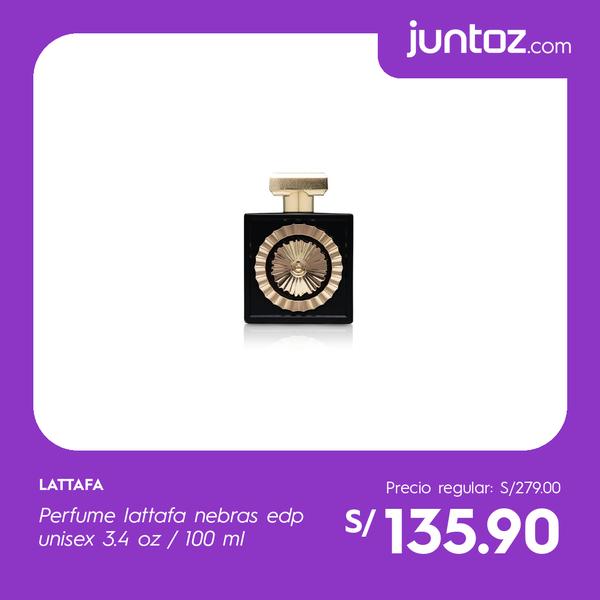 juntoz.com
LATTAFA
Perfume lattafa nebras edp
unisex 3.4 oz / 100 ml
Precio regular: S/279.00
S/ 135.90